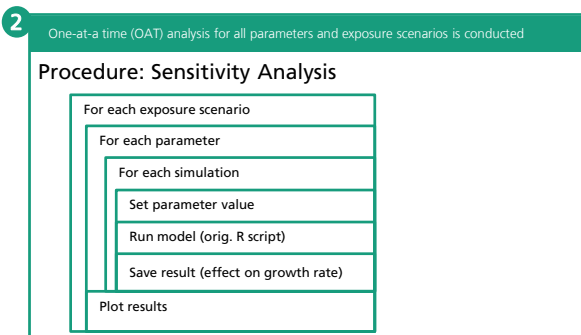 2
One-at-a time (OAT) analysis for all parameters and exposure scenarios is conducted
Procedure: Sensitivity Analysis
For each exposure scenario
For each parameter
For each simulation
Set parameter value
Run model (orig. R script)
Save result (effect on growth rate)
Plot results